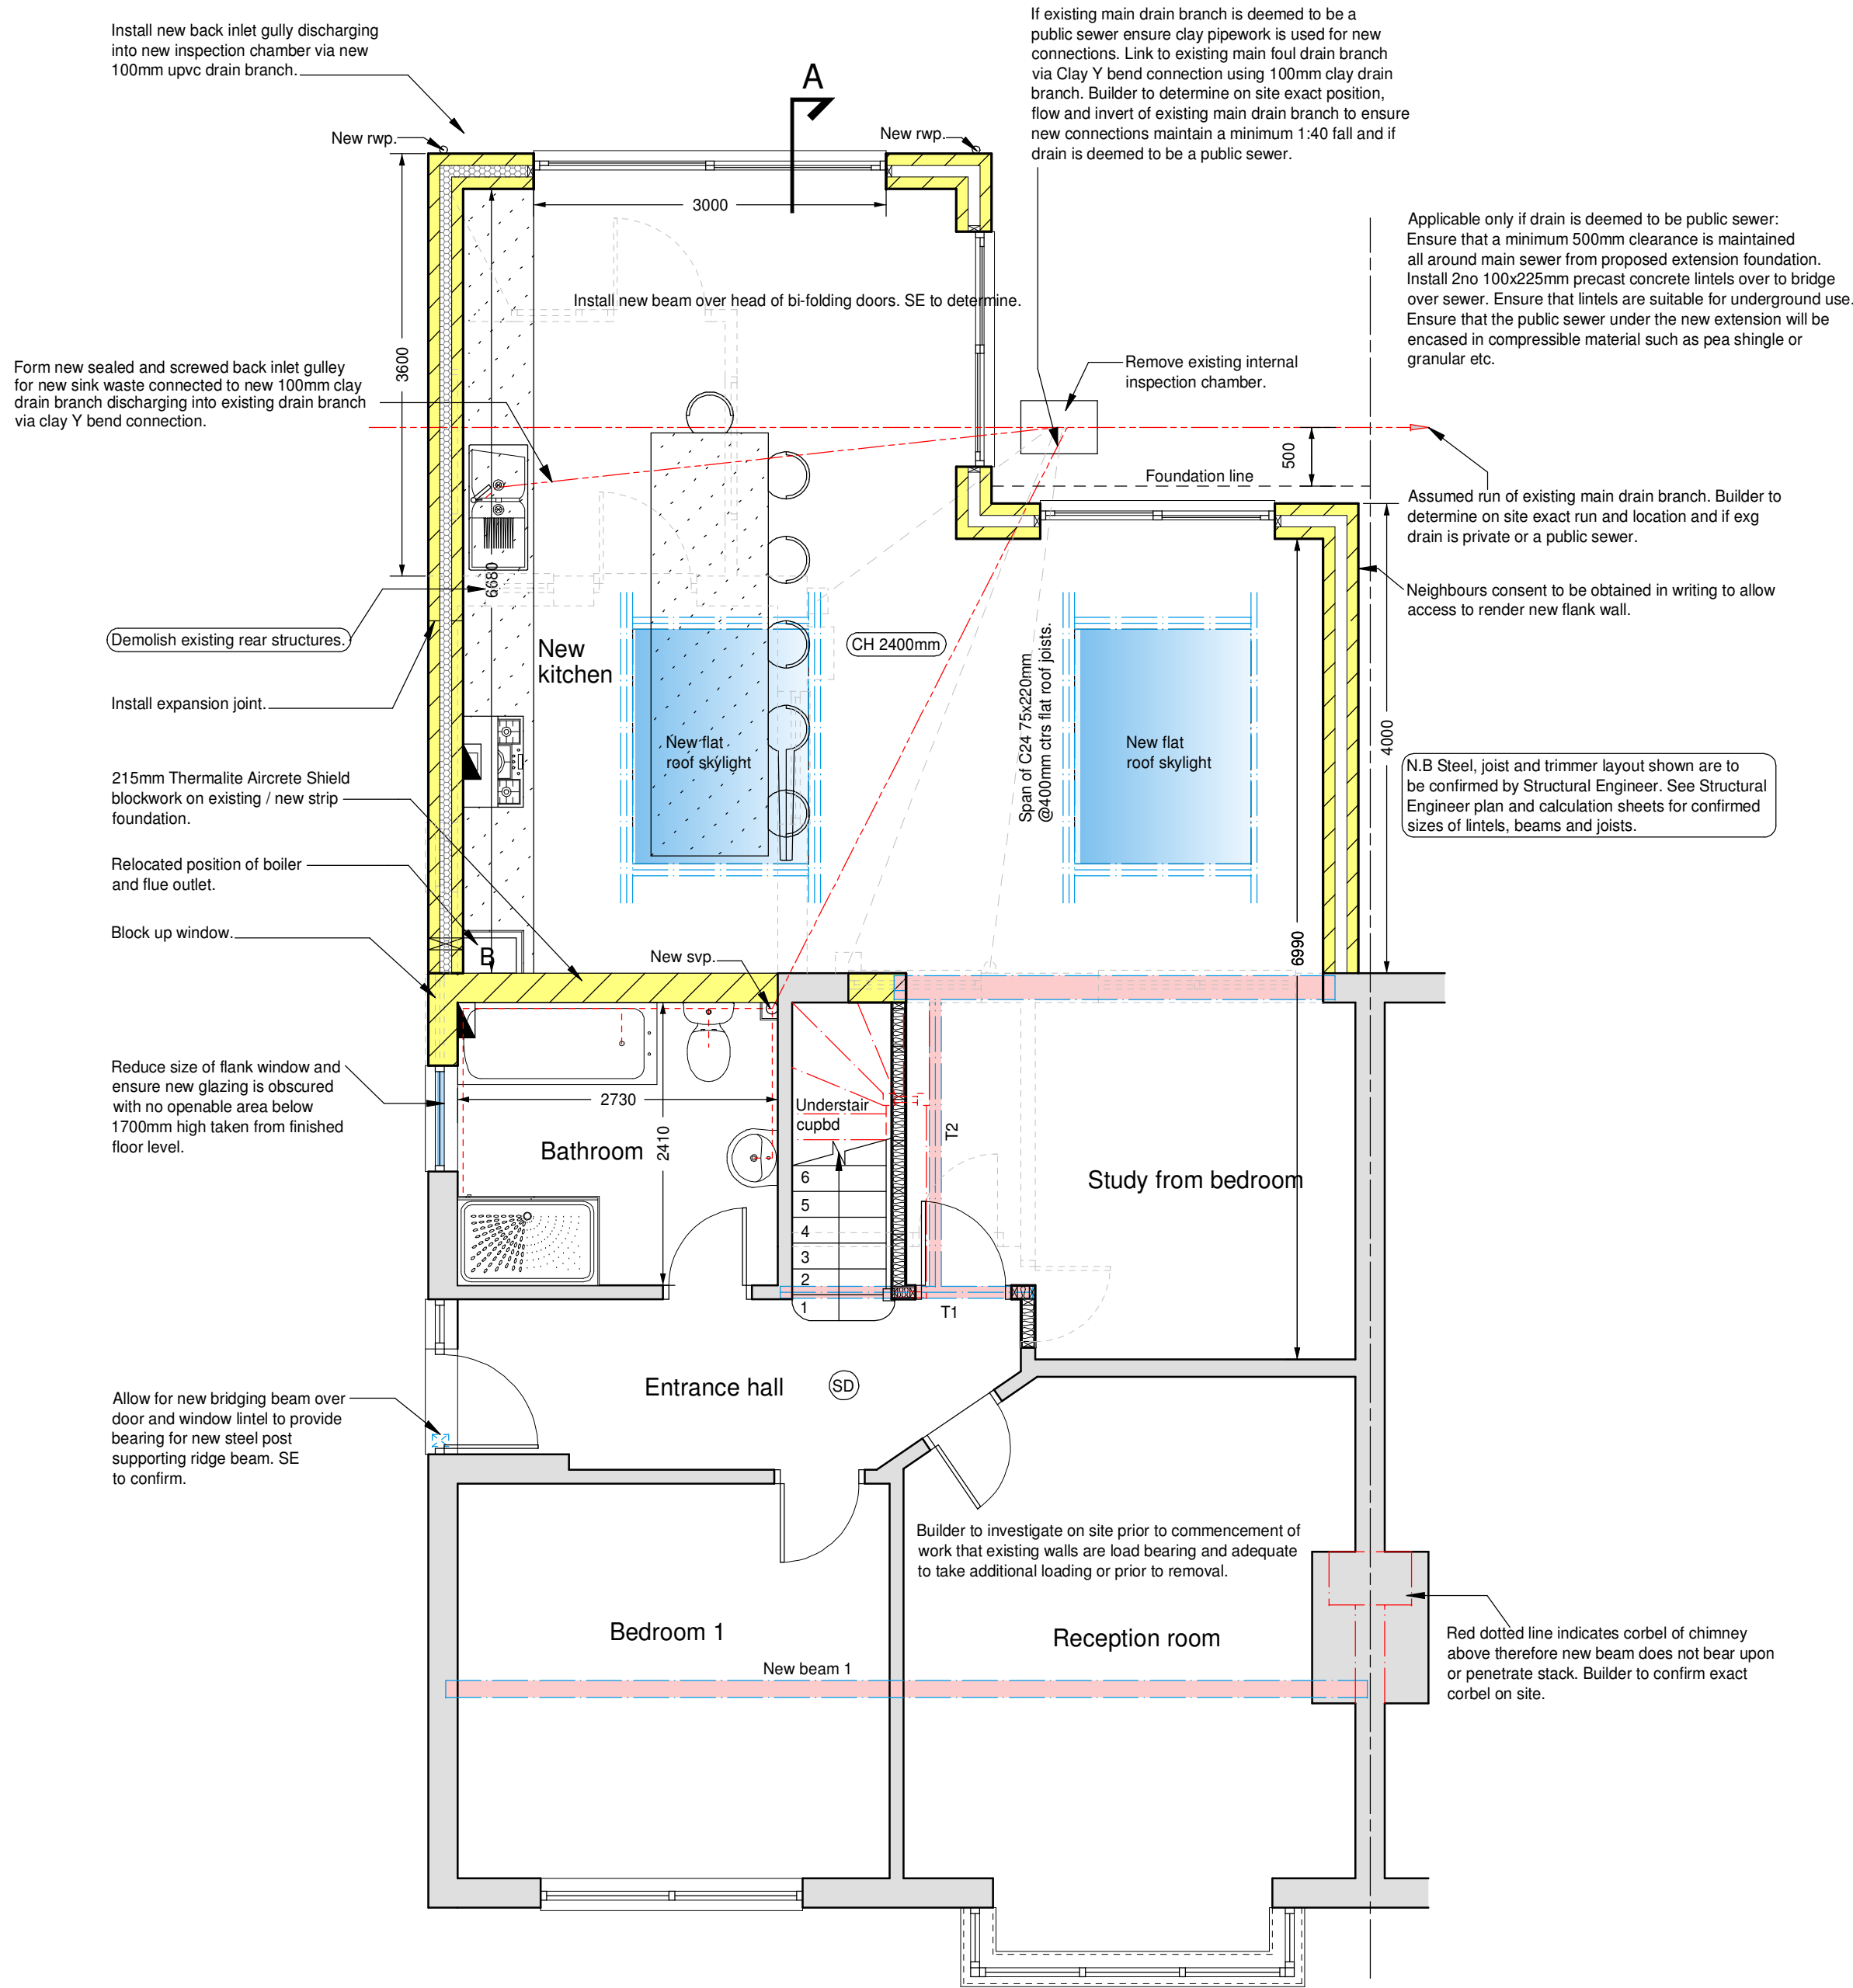 Install new back inlet gully discharging
into new inspection chamber via new
100mm upvc drain branch.
A
If existing main drain branch is deemed to be a
public sewer ensure clay pipework is used for new
connections. Link to existing main foul drain branch
via Clay Y bend connection using 100mm clay drain
branch. Builder to determine on site exact position,
flow and invert of existing main drain branch to ensure
new connections maintain a minimum 1:40 fall and if
drain is deemed to be a public sewer.
New rwp.
New rwp.
3000
Applicable only if drain is deemed to be public sewer:
Ensure that a minimum 500mm clearance is maintained
all around main sewer from proposed extension foundation.
Install 2no 100x225mm precast concrete lintels over to bridge
over sewer. Ensure that lintels are suitable for underground use.
Ensure that the public sewer under the new extension will be
encased in compressible material such as pea shingle or
granular etc.
Install new beam over head of bi-folding doors. SE to determine.
3600
Form new sealed and screwed back inlet gulley
for new sink waste connected to new 100mm clay
drain branch discharging into existing drain branch
via clay Y bend connection.
Remove existing internal
inspection chamber.
500
Foundation line
Assumed run of existing main drain branch. Builder to
determine on site exact run and location and if exg
drain is private or a public sewer.
6680
Neighbours consent to be obtained in writing to allow
access to render new flank wall.
Demolish existing rear structures.
New
kitchen
CH 2400mm
Span of C24 75x220mm
@400mm ctrs flat roof joists.
Install expansion joint.
New flat
roof skylight
New flat
roof skylight
4000
N.B Steel, joist and trimmer layout shown are to
be confirmed by Structural Engineer. See Structural
Engineer plan and calculation sheets for confirmed
sizes of lintels, beams and joists.
215mm Thermalite Aircrete Shield
blockwork on existing / new strip
foundation.
Relocated position of boiler
and flue outlet.
Block up window.
B
New svp.
6990
Reduce size of flank window and
ensure new glazing is obscured
with no openable area below
1700mm high taken from finished
floor level.
2730
2410
Bathroom
Understair
cupbd
T2
6
5
4
3
2
1
Study from bedroom
T1
Entrance hall
SD
Allow for new bridging beam over
door and window lintel to provide
bearing for new steel post
supporting ridge beam. SE
to confirm.
Builder to investigate on site prior to commencement of
work that existing walls are load bearing and adequate
to take additional loading or prior to removal.
Bedroom 1
Reception room
New beam 1
Red dotted line indicates corbel of chimney
above therefore new beam does not bear upon
or penetrate stack. Builder to confirm exact
corbel on site.